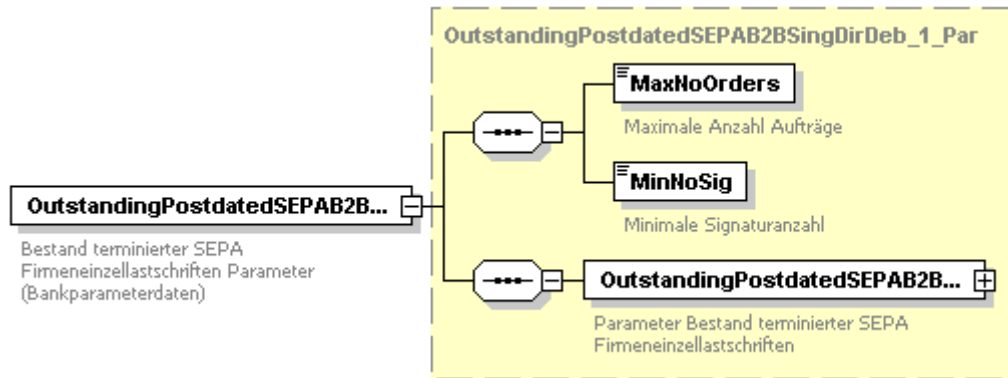 OutstandingPostdatedSEPAB2BSingDirDeb_1_Par
MaxNoOrders
Maximale Anzahl Aufträge
MinNoSig
Minimale Signaturanzahl
OutstandingPostdatedSEPAB2B...
Bestand terminierter SEPA
Firmeneinzellastschriften Parameter
(Bankparameterdaten)
OutstandingPostdatedSEPAB2B...
Parameter Bestand terminierter SEPA
Firmeneinzellastschriften